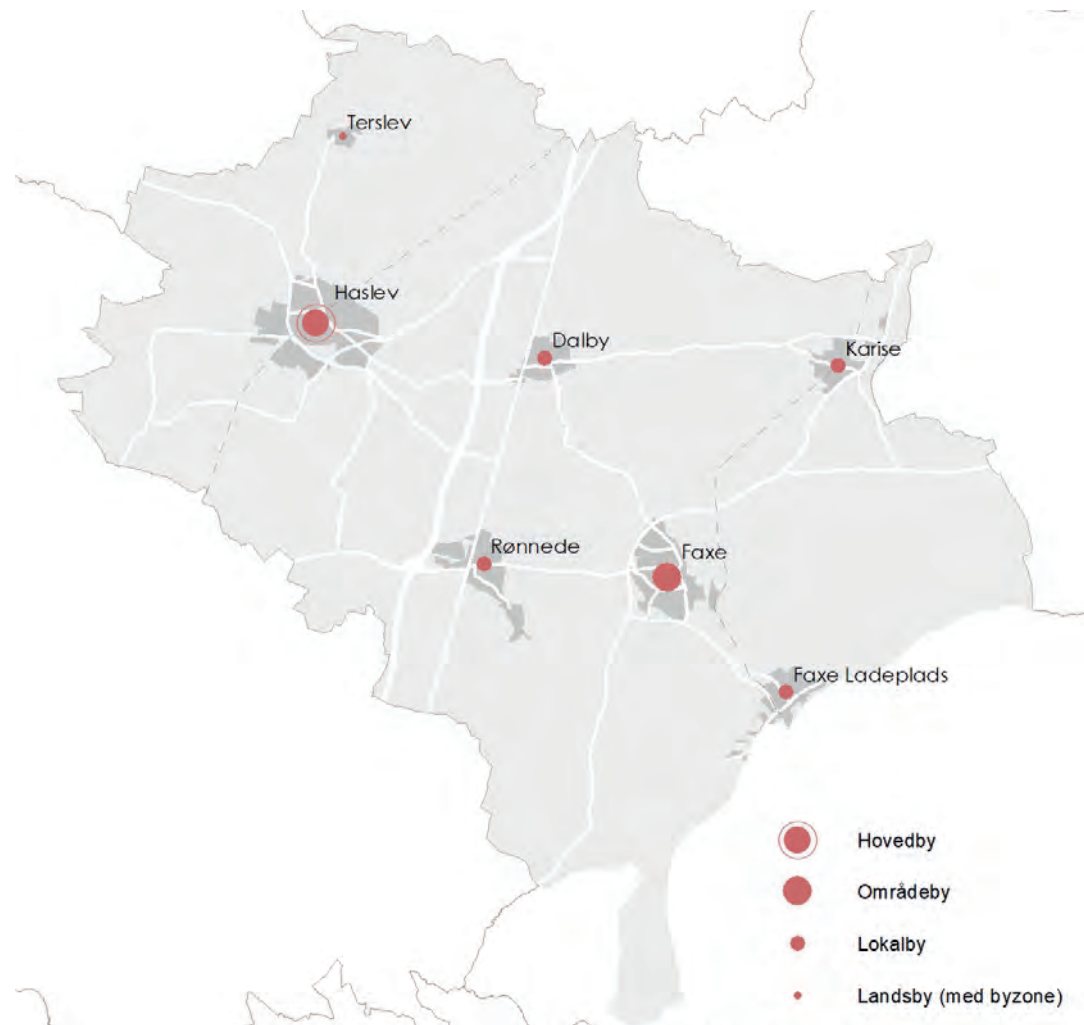 Terslev
Haslev
Dalby
Karise
Rønnede
Faxe
Faxe Ladeplads
Hovedby
Områdeby
Lokalby
Landsby (med byzone)